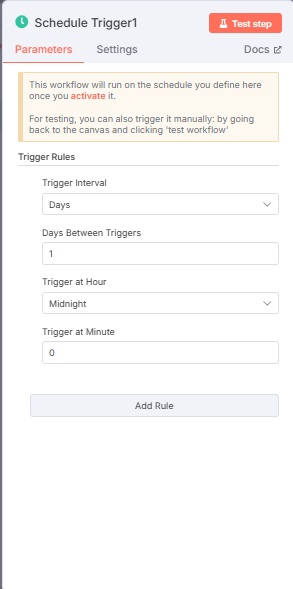 Schedule Trigger1
Test step
Parameters
Settings
Docs
This workflow will run on the schedule you define here
once you activate it.
For testing, you can also trigger it manually: by going
back to the canvas and clicking 'test workflow'
Trigger Rules
Trigger Interval
Days
Days Between Triggers
1
Trigger at Hour
Midnight
Trigger at Minute
0
Add Rule